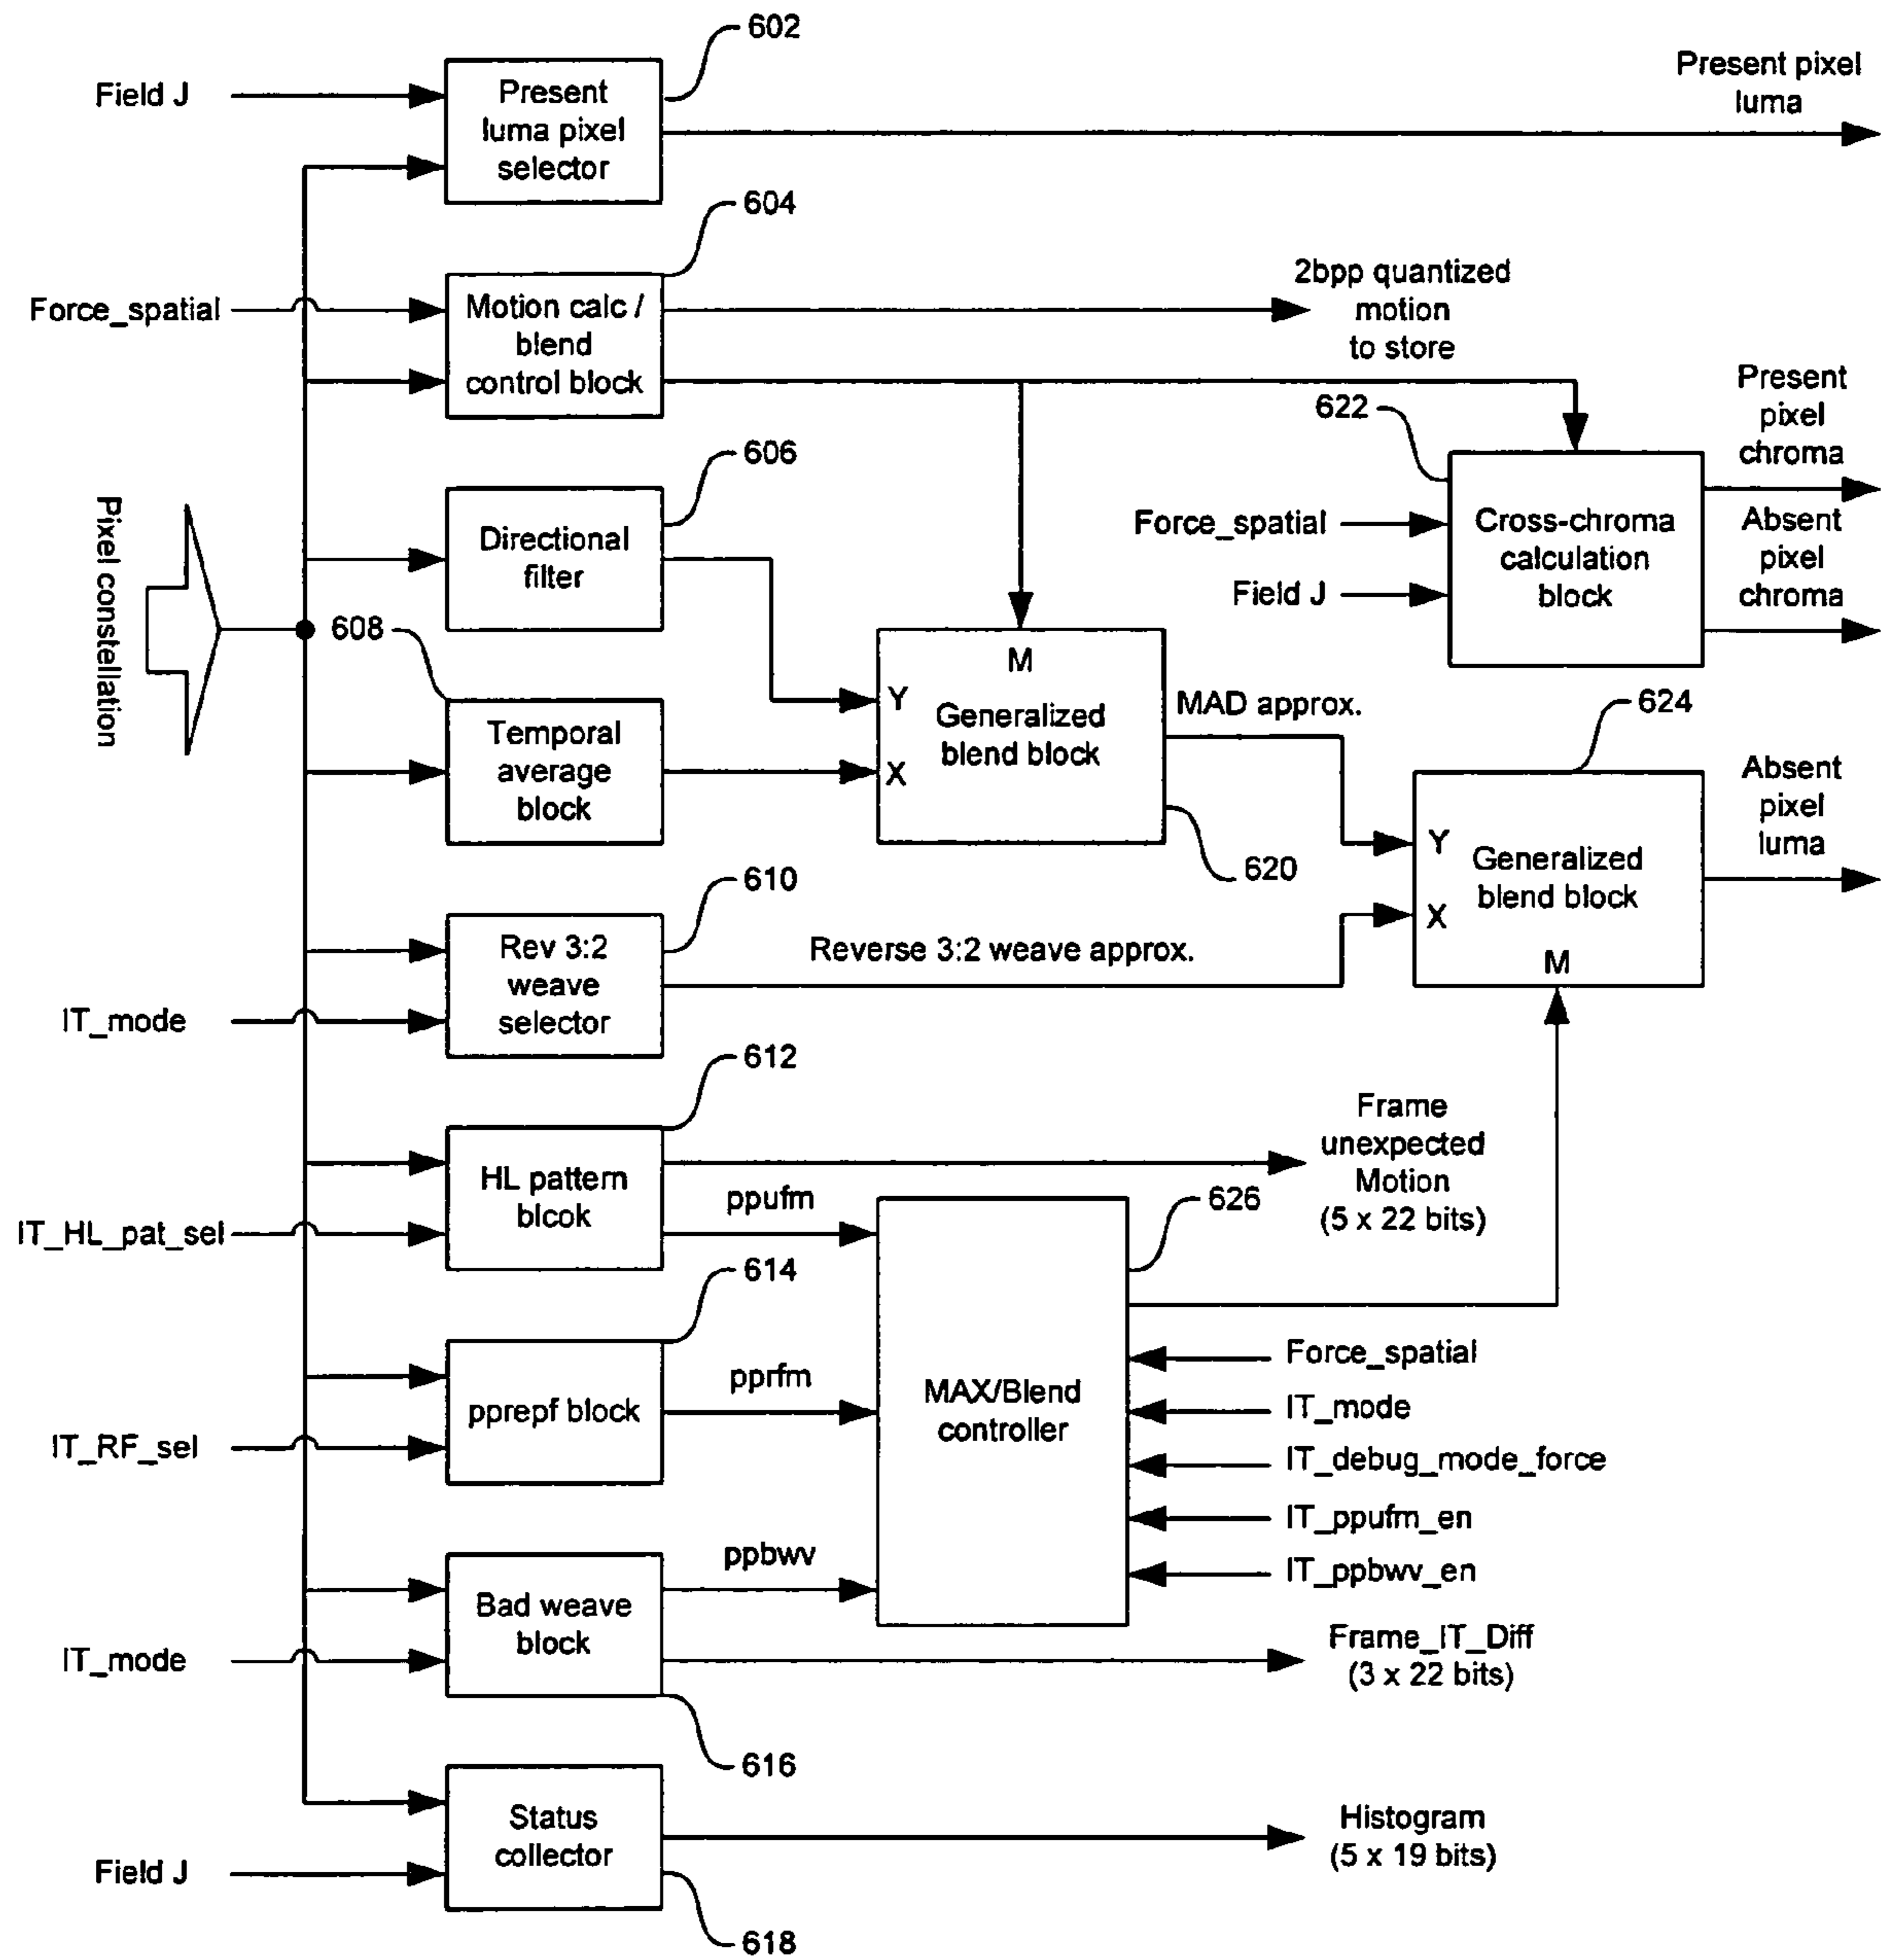 602
Field J
Present
luma pixel
selector
Present pixel
luma
604
Force_spatial
Motion calc /
blend
control block
2bpp quantized
motion
to store
622
Present
pixel
chroma
606
Directional
filter
Force_spatial
Field J
Cross-chroma
calculation
block
Absent
pixel
chroma
Pixel constellation
608
Temporal
average
block
M
Y
X
Generalized
blend block
620
MAD approx.
624
Y
X
M
Generalized
blend block
Absent
pixel
luma
610
Rev 3:2
weave
selector
IT_mode
Reverse 3:2 weave approx.
612
HL pattern
blcok
IT_HL_pat_sel
ppufm
Frame
unexpected
Motion
(5 x 22 bits)
626
614
pprepf block
IT_RF_sel
pprfm
MAX/Blend
controller
Force_spatial
IT_mode
IT_debug_mode_force
IT_ppufm_en
IT_ppbwv_en
ppbwv
Bad weave
block
IT_mode
Frame_IT_Diff
(3 x 22 bits)
616
Status
collector
Field J
Histogram
(5 x 19 bits)
618